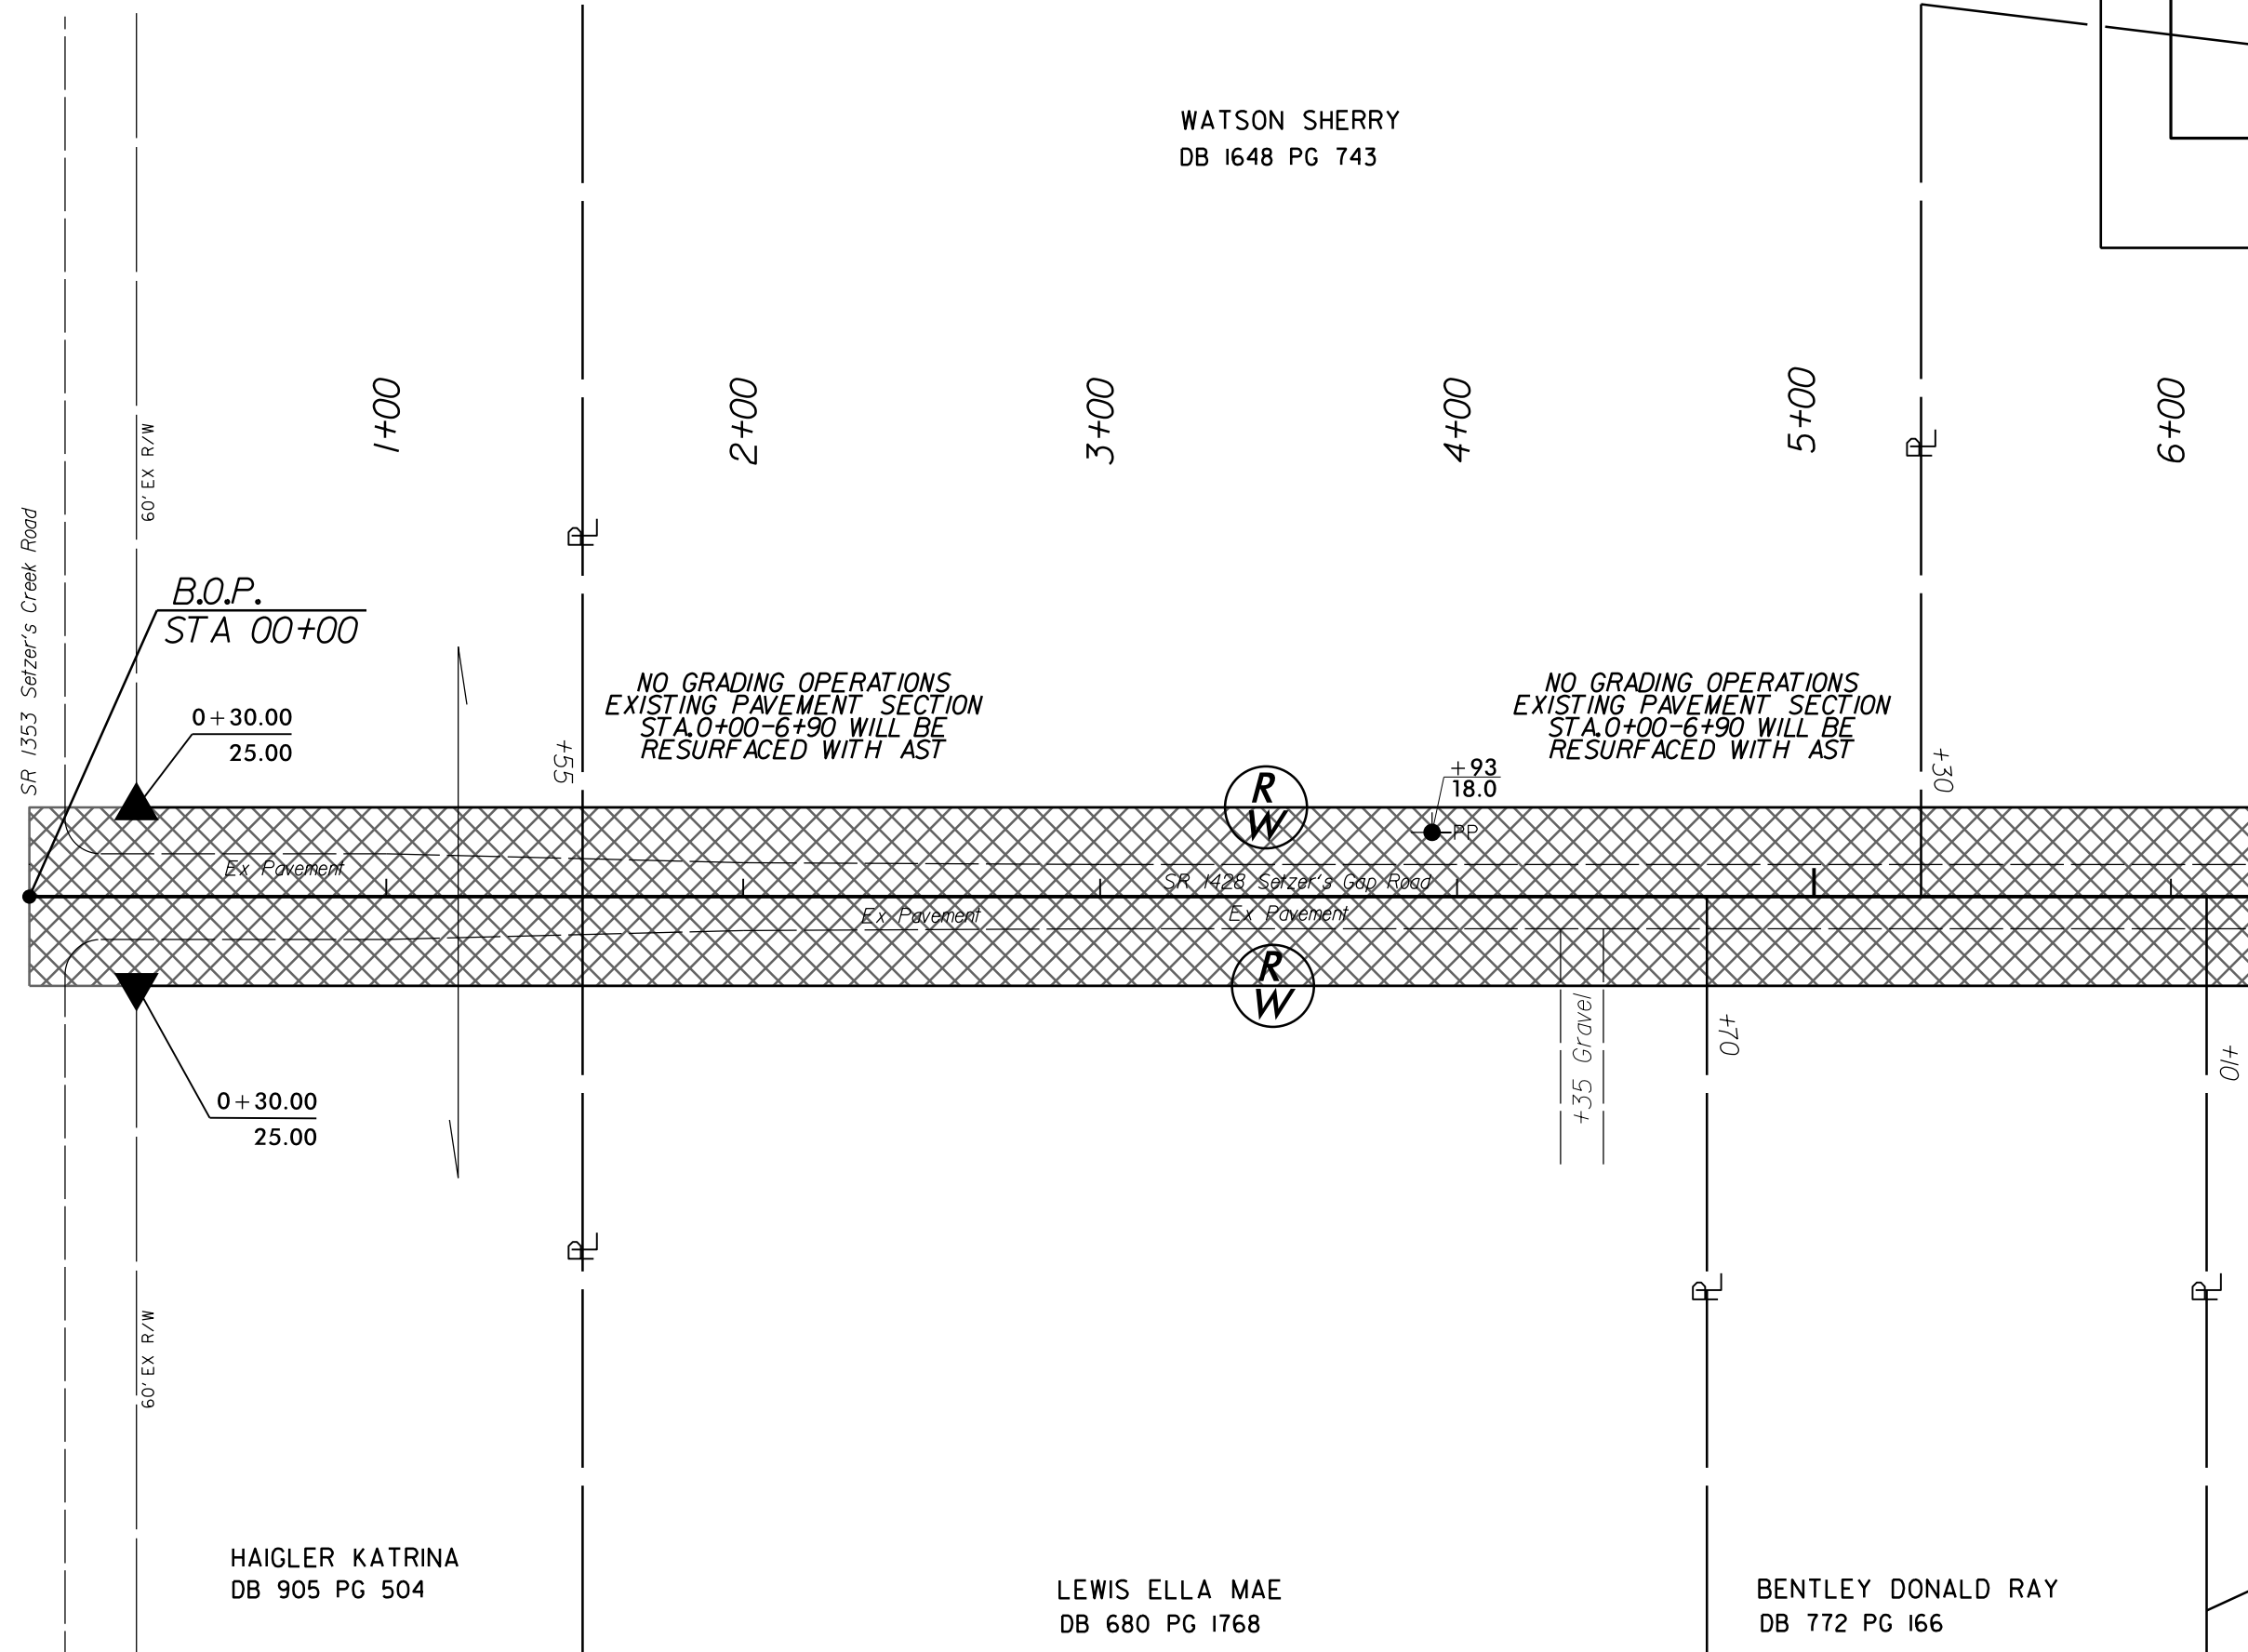 WATSON SHERRY
DB 1648 PG 743
1+00
2+00
3+00
4+00
5+00
6+00
60' EX R/W
SR 1353 Setzer's Creek Road
PL
PL
B.O.P.
STA 00+00
NO GRADING OPERATIONS
EXISTING PAVEMENT SECTION
STA.0+00-6+90 WILL BE
RESURFACED WITH AST
NO GRADING OPERATIONS
EXISTING PAVEMENT SECTION
STA.0+00-6+90 WILL BE
RESURFACED WITH AST
0+30.00
25.00
+55
+93
18.0
+30
R
W
PP
Ex Pavement
SR 1428 Setzer's Gap Road
Ex Pavement
Ex Pavement
R
W
+35 Gravel
+70
+10
0+30.00
25.00
PL
PL
PL
60' EX R/W
HAIGLER KATRINA
DB 905 PG 504
LEWIS ELLA MAE
DB 680 PG 1768
BENTLEY DONALD RAY
DB 772 PG 166